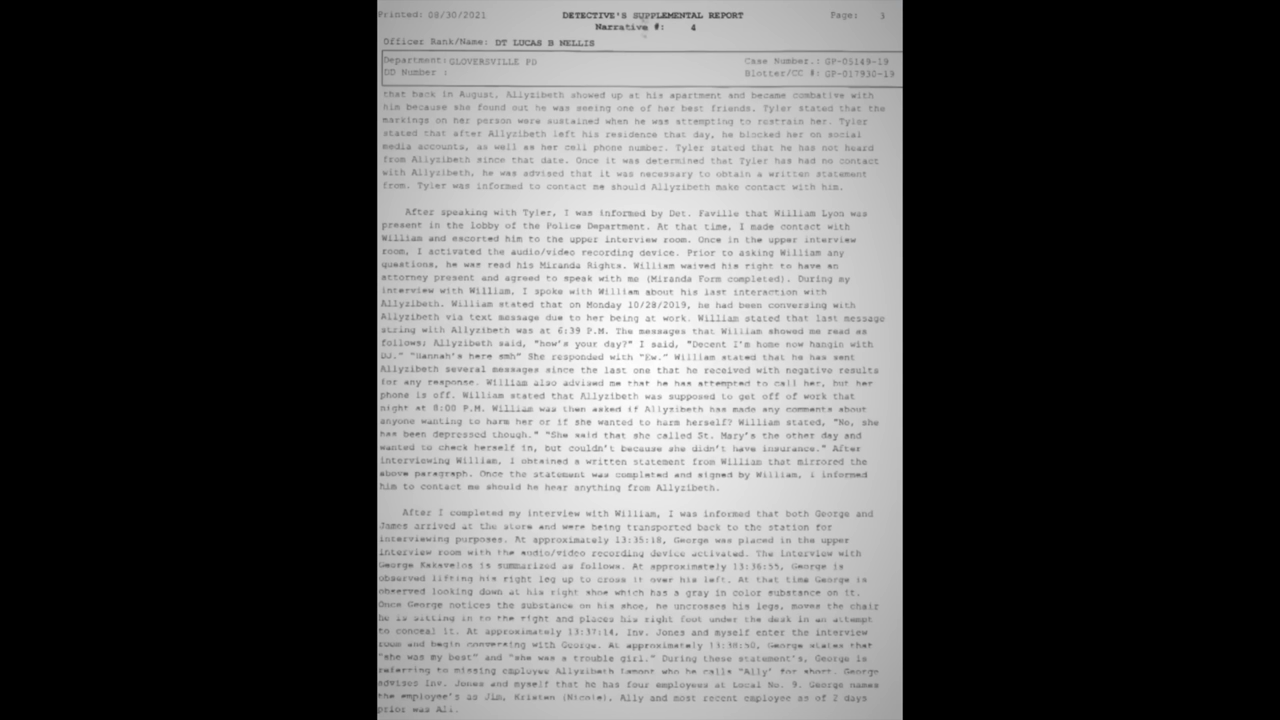 Printed: 08/30/2021 DETECTIVE'S SUPPLEMENTAL REPORT Page: 3
Narrative #: 4
Officer Rank/Name: DT LUCAS B NELLIS
Department: GLOVERSVILLE PD Case Number.: GP-05149-19
DD Number : Blotter/CC #: GP-017930-19
that back in August, Allyzibeth showed up at his apartment and became combative with
him because she found out he was seeing one of her best friends. Tyler stated that the
markings on her person were sustained when he was attempting to restrain her. Tyler
stated that after Allyzibeth left his residence that day, he blocked her on social
media accounts, as well as her cell phone number. Tyler stated that he has not heard
from Allyzibeth since that date. Once it was determined that Tyler has had no contact
with Allyzibeth, he was advised that it was necessary to obtain a written statement
from. Tyler was informed to contact me should Allyzibeth make contact with him.
After speaking with Tyler, I was informed by Det. Faville that William Lyon was
present in the lobby of the Police Department. At that time, I made contact with
William and escorted him to the upper interview room. Once in the upper interview
room, I activated the audio/video recording device. Prior to asking William any
questions, he was read his Miranda Rights. William waived his right to have an
attorney present and agreed to speak with me (Miranda Form completed). During my
interview with William, I spoke with William about his last interaction with
Allyzibeth. William stated that on Monday 10/28/2019, he had been conversing with
Allyzibeth via text message due to her being at work. William stated that last message
string with Allyzibeth was at 6:39 P.M. The messages that William showed me read as
follows; Allyzibeth said, "how's your day?" I said, "Decent I'm home now hangin with
DJ." "Hannah's here smh" She responded with "Ew." William stated that he has sent
Allyzibeth several messages since the last one that he received with negative results
for any response. William also advised me that he has attempted to call her, but her
phone is off. William stated that Allyzibeth was supposed to get off of work that
night at 8:00 P.M. William was then asked if Allyzibeth has made any comments about
anyone wanting to harm her or if she wanted to harm herself? William stated, "No, she
has been depressed though." "She said that she called St. Mary's the other day and
wanted to check herself in, but couldn't because she didn't have insurance." After
interviewing William, I obtained a written statement from William that mirrored the
above paragraph. Once the statement was completed and signed by William, I informed
him to contact me should he hear anything from Allyzibeth.
After I completed my interview with William, I was informed that both George and
James arrived at the store and were being transported back to the station for
interviewing purposes. At approximately 13:35:18, George was placed in the upper
interview room with the audio/video recording device activated. The interview with
George Kakavelos is summarized as follows. At approximately 13:36:55, George is
observed lifting his right leg up to cross it over his left. At that time George is
observed looking down at his right shoe which has a gray in color substance on it.
Once George notices the substance on his shoe, he uncrosses his legs, moves the chair
he is sitting in to the right and places his right foot under the desk in an attempt
to conceal it. At approximately 13:37:14, Inv. Jones and myself enter the interview
room and begin conversing with George. At approximately 13:38:50, George states that
"she was my best" and "she was a trouble girl." During these statement's, George is
referring to missing employee Allyzibeth Lamont who he calls "Ally' for short. George
advises Inv. Jones and myself that he has four employees at Local No. 9. George names
the employee's as Jim, Kristen (Nicole), Ally and most recent employee as of 2 days
prior was Ali.